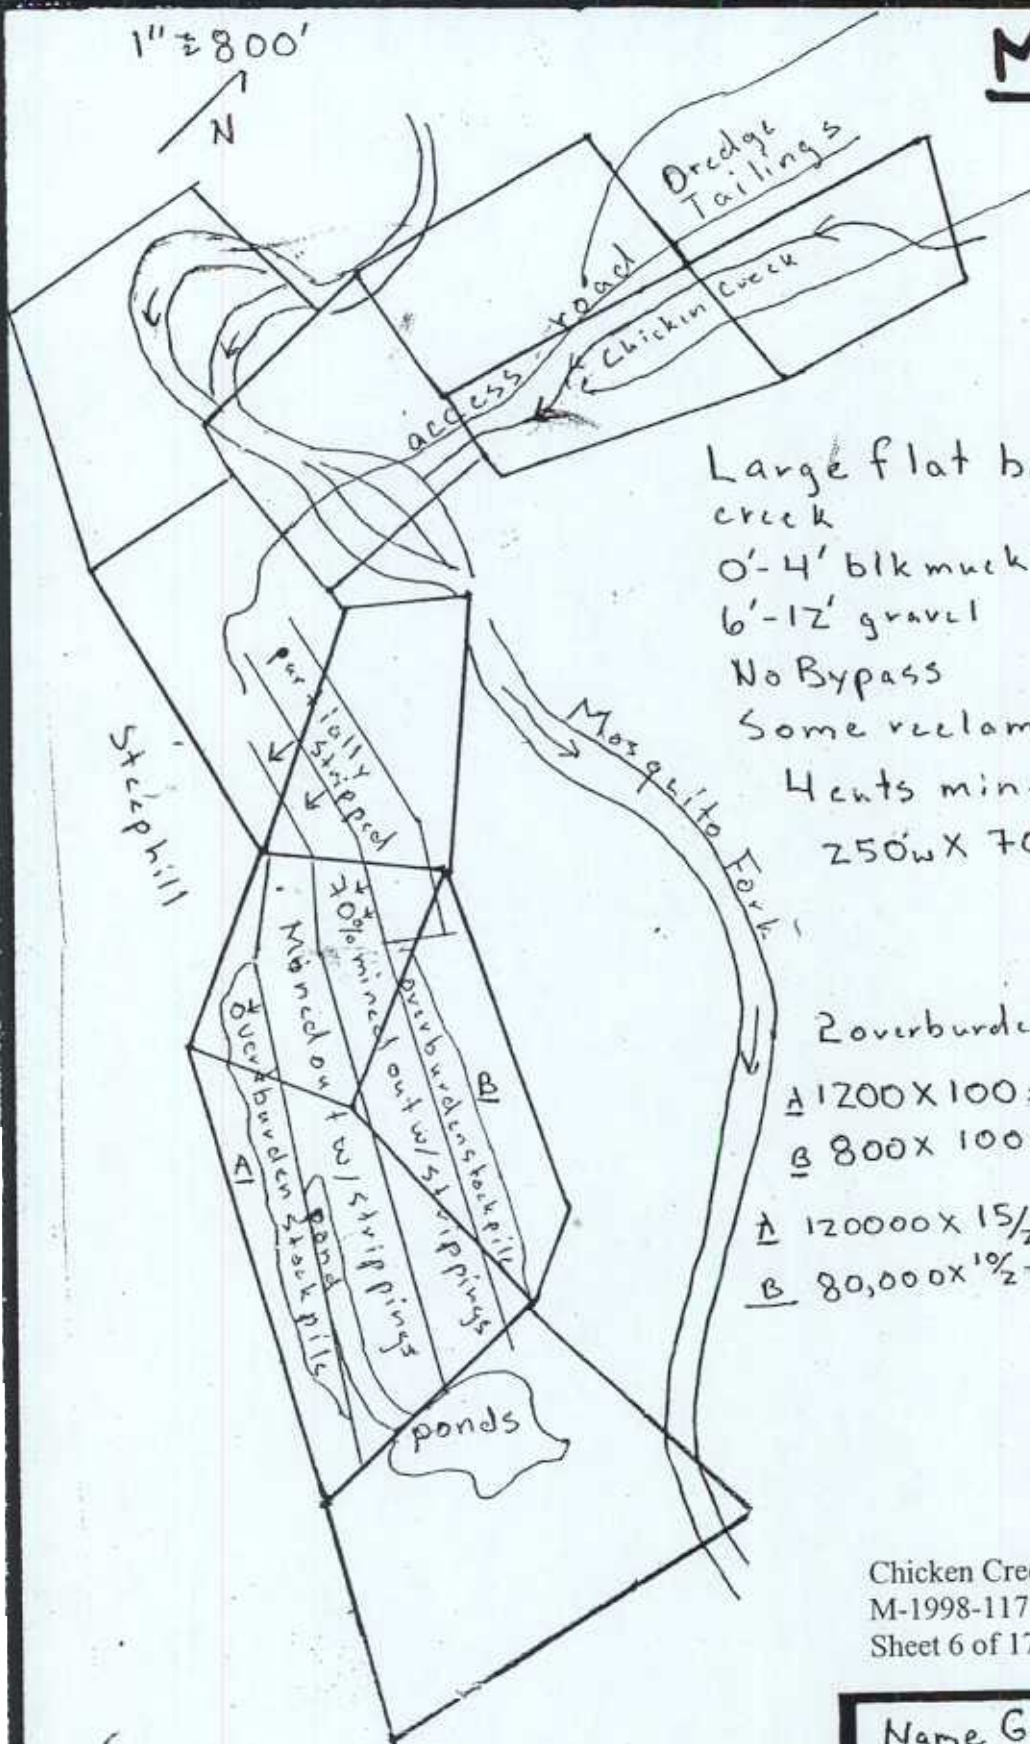 1" ≈ 800'
N
M
Dredge
Tailings
access road
Chickin creek
Large flat b
creek
0'-4' blk muck
6'-12' gravel
No Bypass
Some reclam
4 cuts min
250'w X 70
Steephill
partially
stripped
Mosquito Fork
70% mined out w/strippings
Mined out w/strippings
overburden stockpile
B
overburden stockpile
A
pond
ponds
2 overburde
A 1200 X 100
B 800 X 100
A 120000 X 15/2
B 80,000 X 10/2
Chicken Cree
M-1998-117
Sheet 6 of 17
Name G